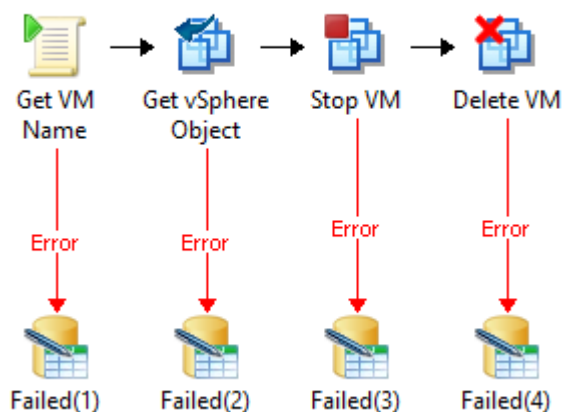 Get VM
Name
Get vSphere
Object
Stop VM
Delete VM
Error
Error
Error
Error
Failed(1)
Failed(2)
Failed(3)
Failed(4)